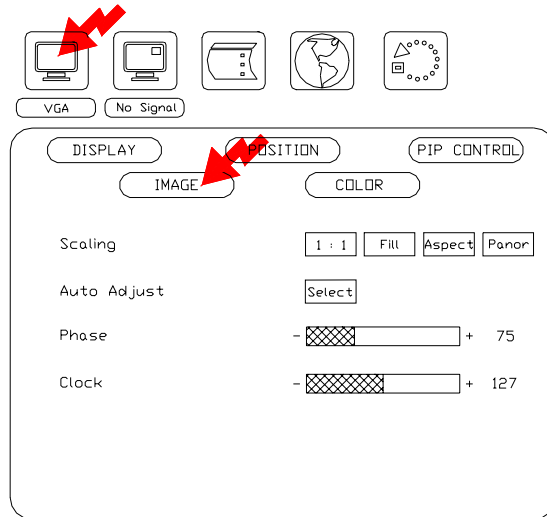 VGA No Signal
DISPLAY POSITION PIP CONTROL
IMAGE COLOR
Scaling 1 : 1 Fill Aspect Panor
Auto Adjust Select
Phase - + 75
Clock - + 127